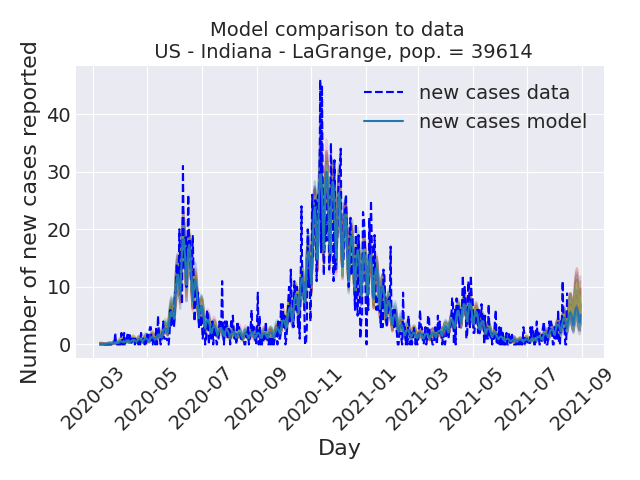 Model comparison to data
US - Indiana - LaGrange, pop. = 39614
new cases data
new cases model
Number of new cases reported
40
30
20
10
0
2020-03
2020-05
2020-07
2020-09
2020-11
2021-01
2021-03
2021-05
2021-07
2021-09
Day